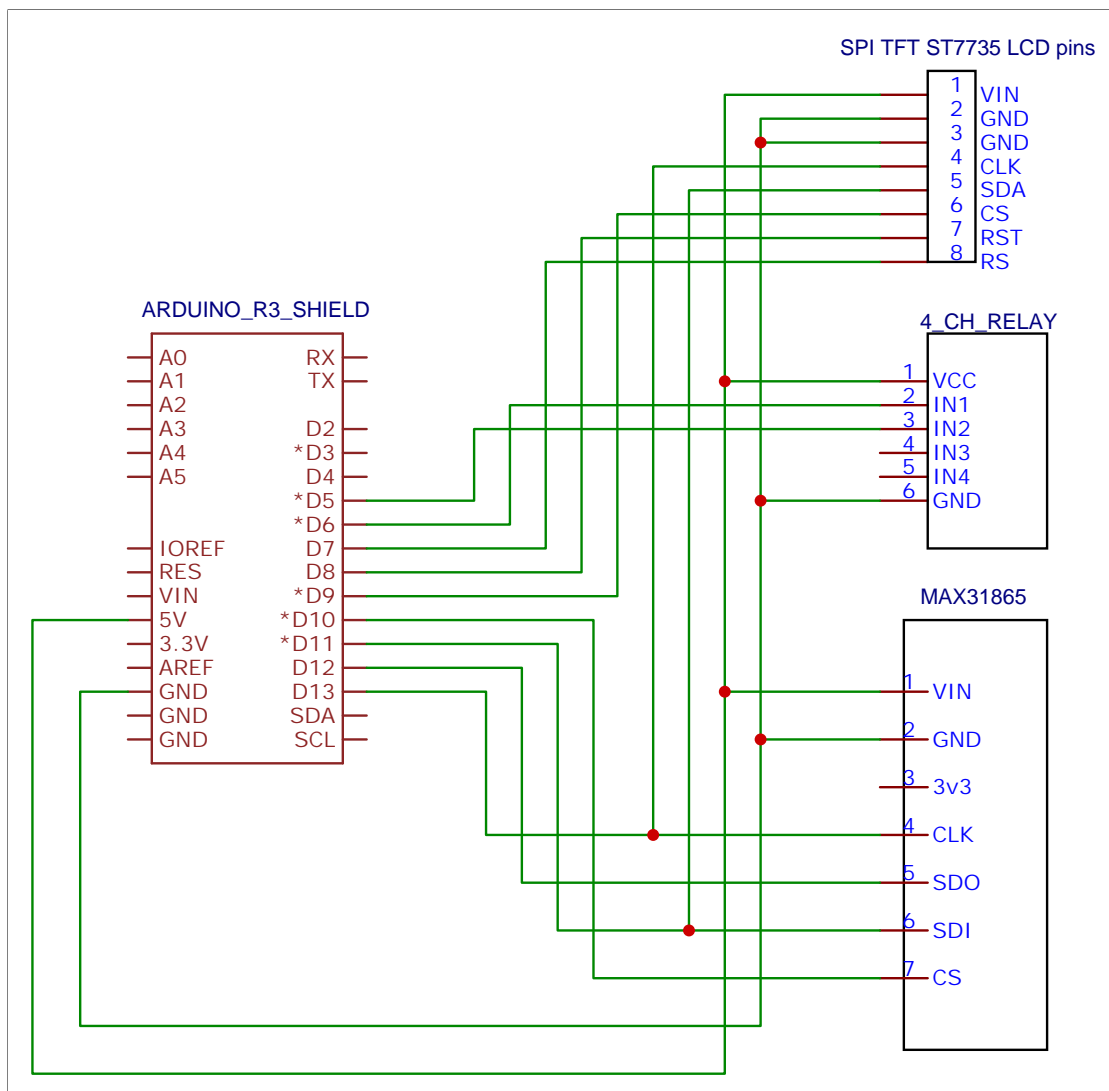 SPI TFT ST7735 LCD pins
1 VIN
2 GND
3 GND
4 CLK
5 SDA
6 CS
7 RST
8 RS
ARDUINO_R3_SHIELD
A0 RX
A1 TX
A2
A3 D2
A4 *D3
A5 D4
*D5
*D6
IOREF D7
RES D8
VIN *D9
5V *D10
3.3V *D11
AREF D12
GND D13
GND SDA
GND SCL
4_CH_RELAY
1 VCC
2 IN1
3 IN2
4 IN3
5 IN4
6 GND
MAX31865
1 VIN
2 GND
3 3v3
4 CLK
5 SDO
6 SDI
7 CS